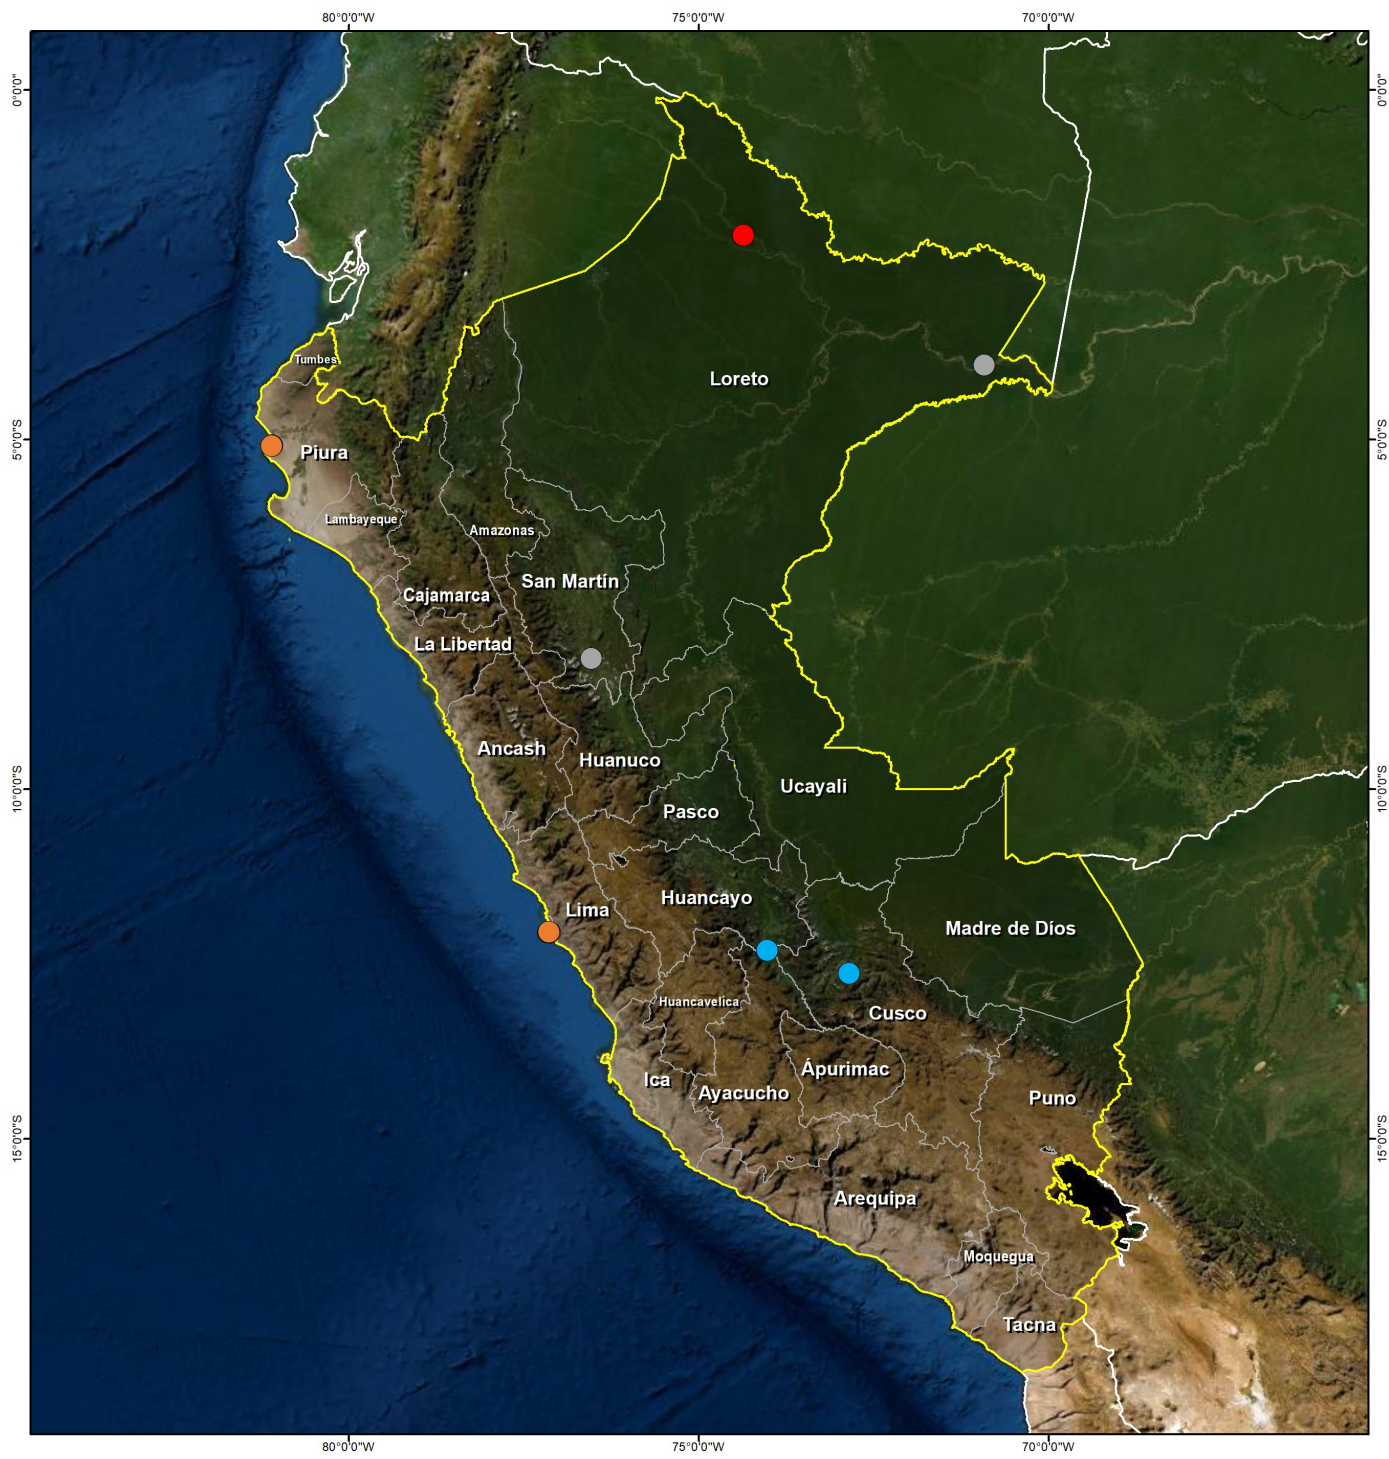 80°0'0"W
75°0'0"W
70°0'0"W
0°0'0"
0°0'0"
Tumbes
Loreto
5°0'0"S
5°0'0"S
Piura
Lambayeque
Amazonas
San Martín
Cajamarca
La Libertad
Ancash
Huanuco
10°0'0"S
10°0'0"S
Ucayali
Pasco
Huancayo
Lima
Madre de Díos
Huancavelica
Cusco
Ápurimac
Ica
Ayacucho
Puno
15°0'0"S
15°0'0"S
Arequipa
Moquegua
Tacna
80°0'0"W
75°0'0"W
70°0'0"W